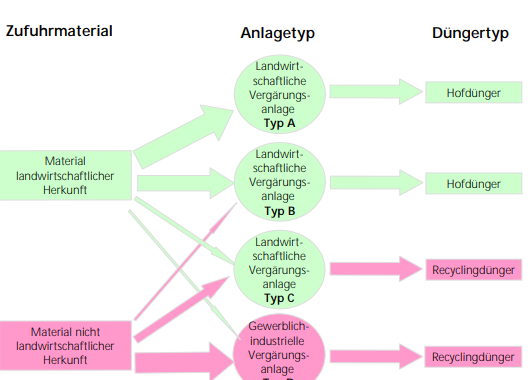 Zufuhrmaterial
Anlagetyp
Düngertyp
Landwirt-
schaftliche
Vergärungs-
anlage
Typ A
Hofdünger
Material
landwirtschaftlicher
Herkunft
Landwirt-
schaftliche
Vergärungs-
anlage
Typ B
Hofdünger
Landwirt-
schaftliche
Vergärungs-
anlage
Typ C
Recyclingdünger
Material nicht
landwirtschaftlicher
Herkunft
Gewerblich-
industrielle
Vergärungs-
anlage
Recyclingdünger